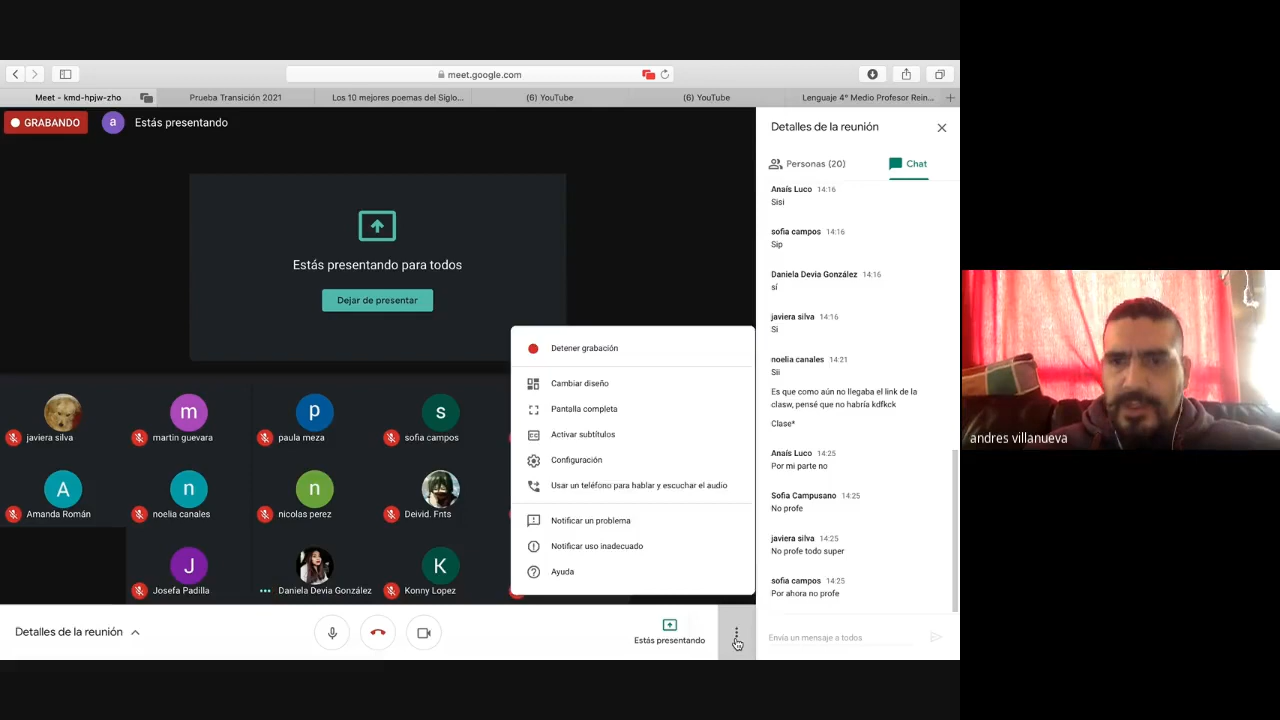 meet.google.com
Meet - kmd-hpjw-zho
Prueba Transición 2021
Los 10 mejores poemas del Siglo...
(6) YouTube
(6) YouTube
Lenguaje 4° Medio Profesor Rein...
GRABANDO
a
Estás presentando
Estás presentando para todos
Dejar de presentar
Detener grabación
Cambiar diseño
Pantalla completa
Activar subtítulos
Configuración
Usar un teléfono para hablar y escuchar el audio
Notificar un problema
Notificar uso inadecuado
Ayuda
javiera silva
m
martin guevara
p
paula meza
s
sofia campos
A
Amanda Román
n
noelia canales
n
nicolas perez
Deivid. Fnts
J
Josefa Padilla
Daniela Devia González
K
Konny Lopez
Detalles de la reunión
Estás presentando
Detalles de la reunión
Personas (20)
Chat
Anaís Luco 14:16
Sisi
sofia campos 14:16
Sip
Daniela Devia González 14:16
sí
javiera silva 14:16
Si
noelia canales 14:21
Sii
Es que como aún no llegaba el link de la
clasw, pensé que no habría kdfkck
Clase*
Anaís Luco 14:25
Por mi parte no
Sofia Campusano 14:25
No profe
javiera silva 14:25
No profe todo super
sofia campos 14:25
Por ahora no profe
Envía un mensaje a todos
andres villanueva